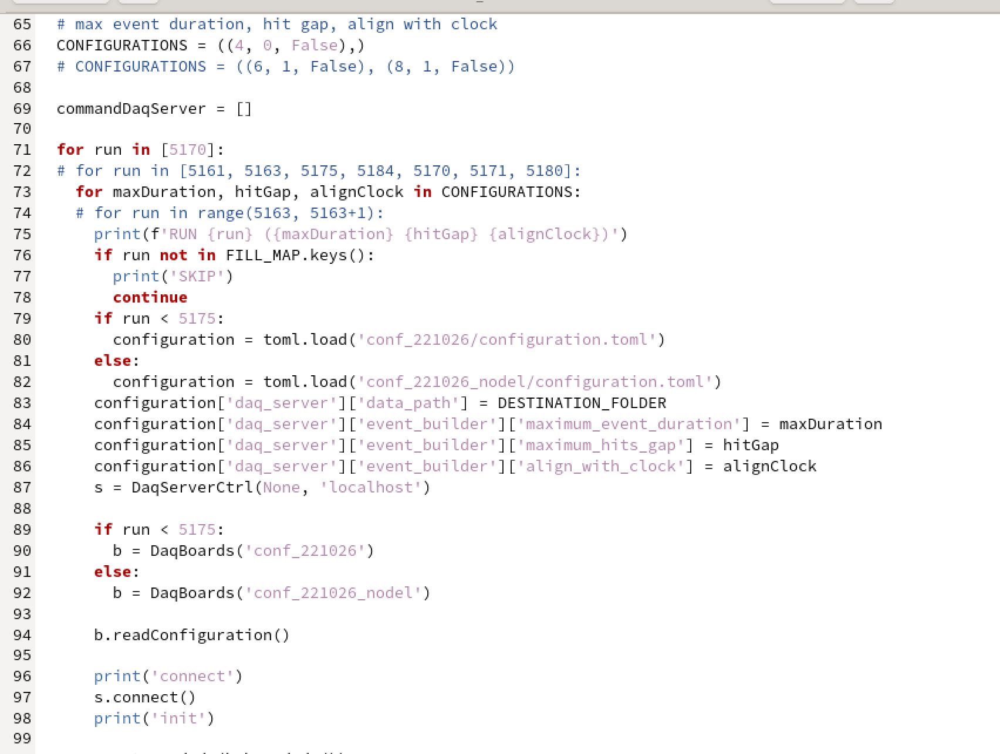 65 # max event duration, hit gap, align with clock
66 CONFIGURATIONS = ((4, 0, False),)
67 # CONFIGURATIONS = ((6, 1, False), (8, 1, False))
68
69 commandDaqServer = []
70
71 for run in [5170]:
72 # for run in [5161, 5163, 5175, 5184, 5170, 5171, 5180]:
73   for maxDuration, hitGap, alignClock in CONFIGURATIONS:
74   # for run in range(5163, 5163+1):
75     print(f'RUN {run} ({maxDuration} {hitGap} {alignClock})')
76     if run not in FILL_MAP.keys():
77       print('SKIP')
78       continue
79     if run < 5175:
80       configuration = toml.load('conf_221026/configuration.toml')
81     else:
82       configuration = toml.load('conf_221026_nodel/configuration.toml')
83     configuration['daq_server']['data_path'] = DESTINATION_FOLDER
84     configuration['daq_server']['event_builder']['maximum_event_duration'] = maxDuration
85     configuration['daq_server']['event_builder']['maximum_hits_gap'] = hitGap
86     configuration['daq_server']['event_builder']['align_with_clock'] = alignClock
87     s = DaqServerCtrl(None, 'localhost')
88
89     if run < 5175:
90       b = DaqBoards('conf_221026')
91     else:
92       b = DaqBoards('conf_221026_nodel')
93
94     b.readConfiguration()
95
96     print('connect')
97     s.connect()
98     print('init')
99